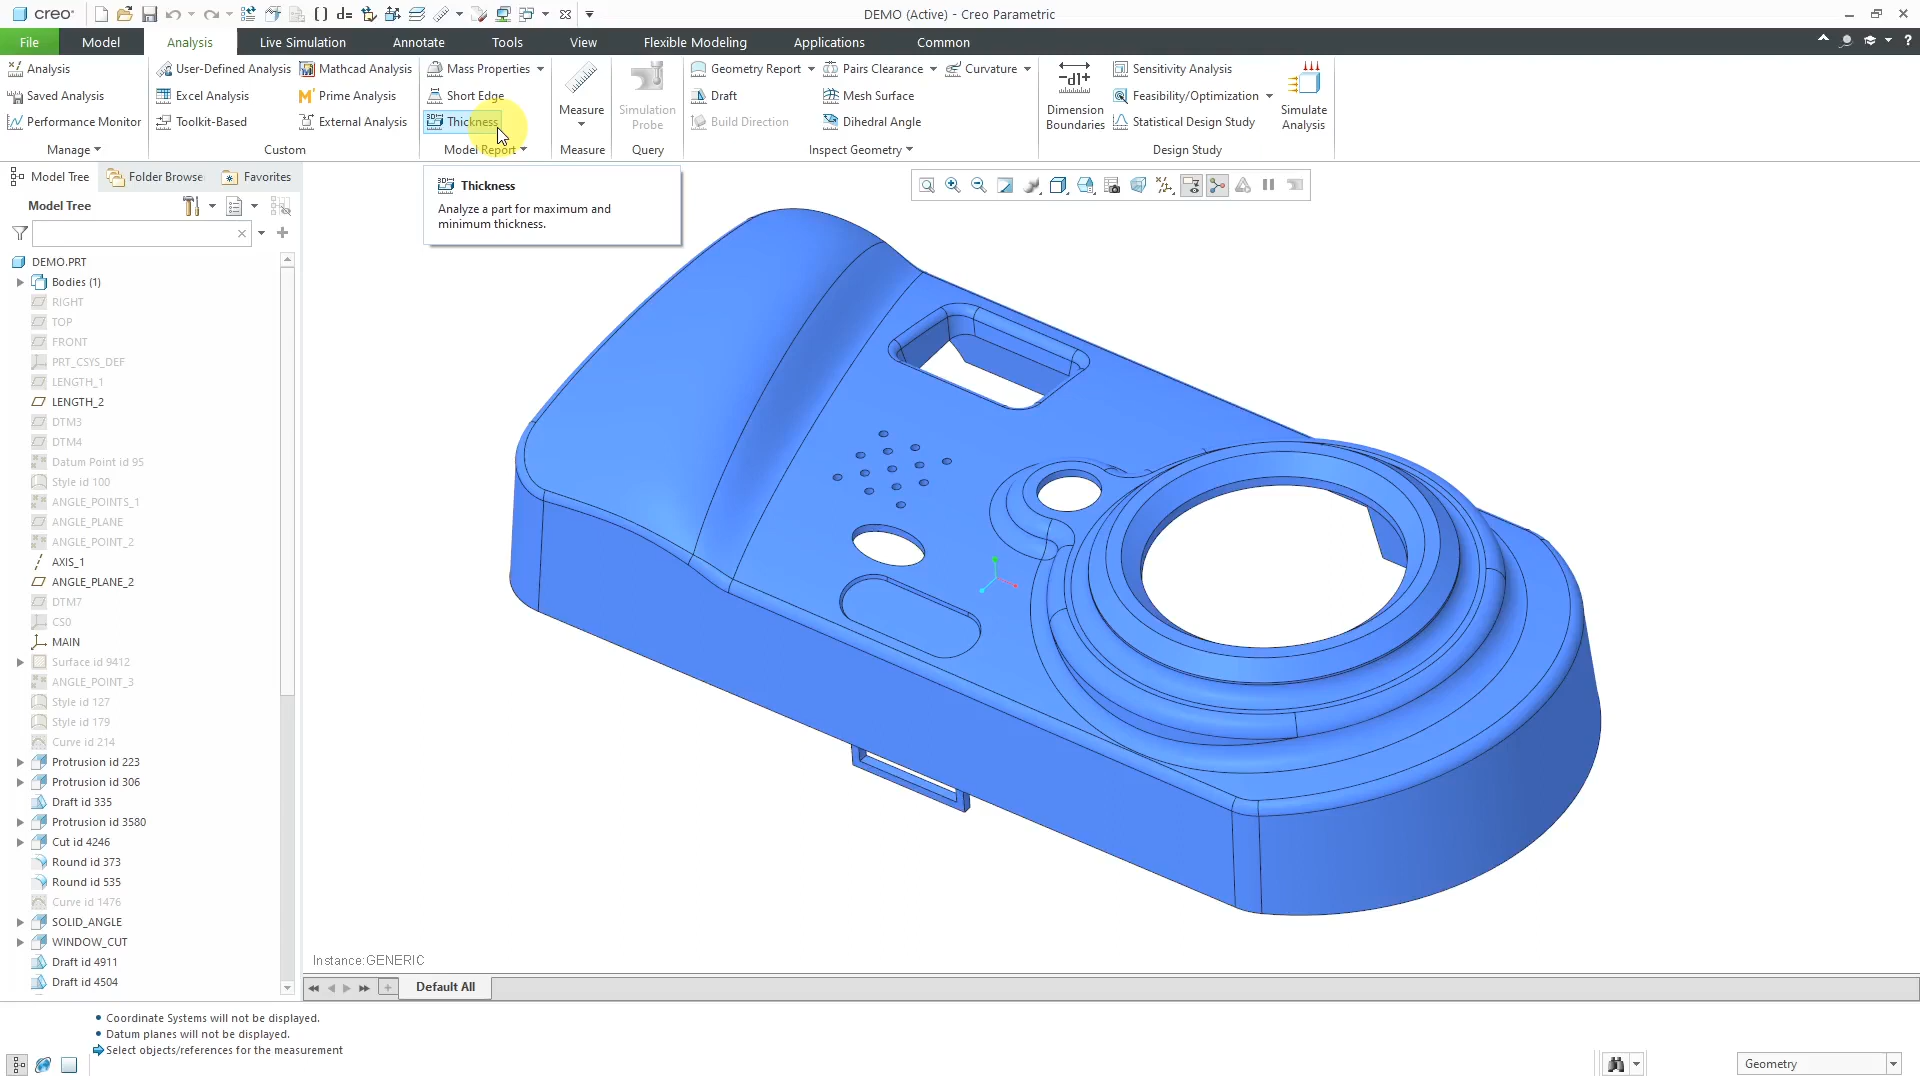 creo
DEMO (Active) - Creo Parametric
File
Model
Analysis
Live Simulation
Annotate
Tools
View
Flexible Modeling
Applications
Common
Analysis
User-Defined Analysis
Mathcad Analysis
Mass Properties
Geometry Report
Pairs Clearance
Curvature
Sensitivity Analysis
Saved Analysis
Excel Analysis
Prime Analysis
Short Edge
Draft
Mesh Surface
Feasibility/Optimization
Performance Monitor
Toolkit-Based
External Analysis
Thickness
Build Direction
Dihedral Angle
Statistical Design Study
Measure
Simulation
Probe
Dimension
Boundaries
Simulate
Analysis
Manage
Custom
Model Report
Measure
Query
Inspect Geometry
Design Study
Model Tree
Folder Browse
Favorites
Thickness
Analyze a part for maximum and
minimum thickness.
Model Tree
DEMO.PRT
Bodies (1)
RIGHT
TOP
FRONT
PRT_CSYS_DEF
LENGTH_1
LENGTH_2
DTM3
DTM4
Datum Point id 95
Style id 100
ANGLE_POINTS_1
ANGLE_PLANE
ANGLE_POINT_2
AXIS_1
ANGLE_PLANE_2
DTM7
CS0
MAIN
Surface id 9412
ANGLE_POINT_3
Style id 127
Style id 179
Curve id 214
Protrusion id 223
Protrusion id 306
Draft id 335
Protrusion id 3580
Cut id 4246
Round id 373
Round id 535
Curve id 1476
SOLID_ANGLE
WINDOW_CUT
Draft id 4911
Draft id 4504
Instance:GENERIC
Default All
• Coordinate Systems will not be displayed.
• Datum planes will not be displayed.
Select objects/references for the measurement
Geometry